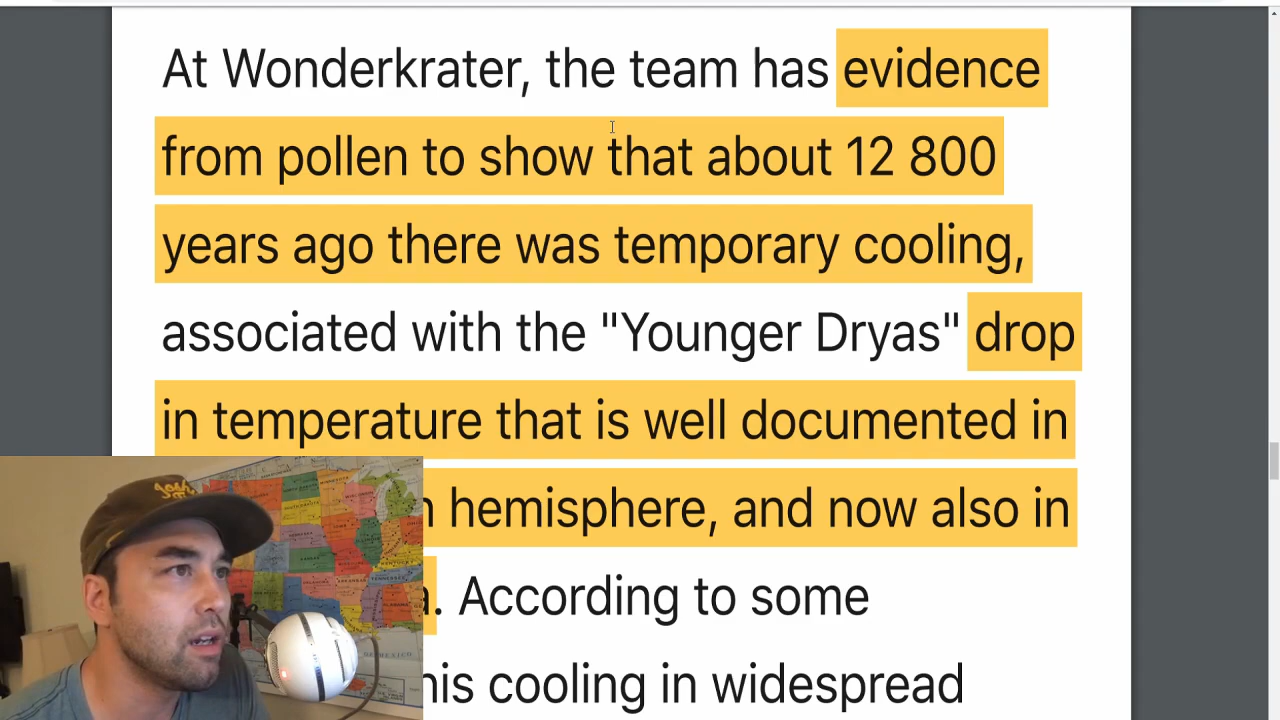 At Wonderkrater, the team has evidence
from pollen to show that about 12 800
years ago there was temporary cooling,
associated with the "Younger Dryas" drop
in temperature that is well documented in
hemisphere, and now also in
According to some
cooling in widespread